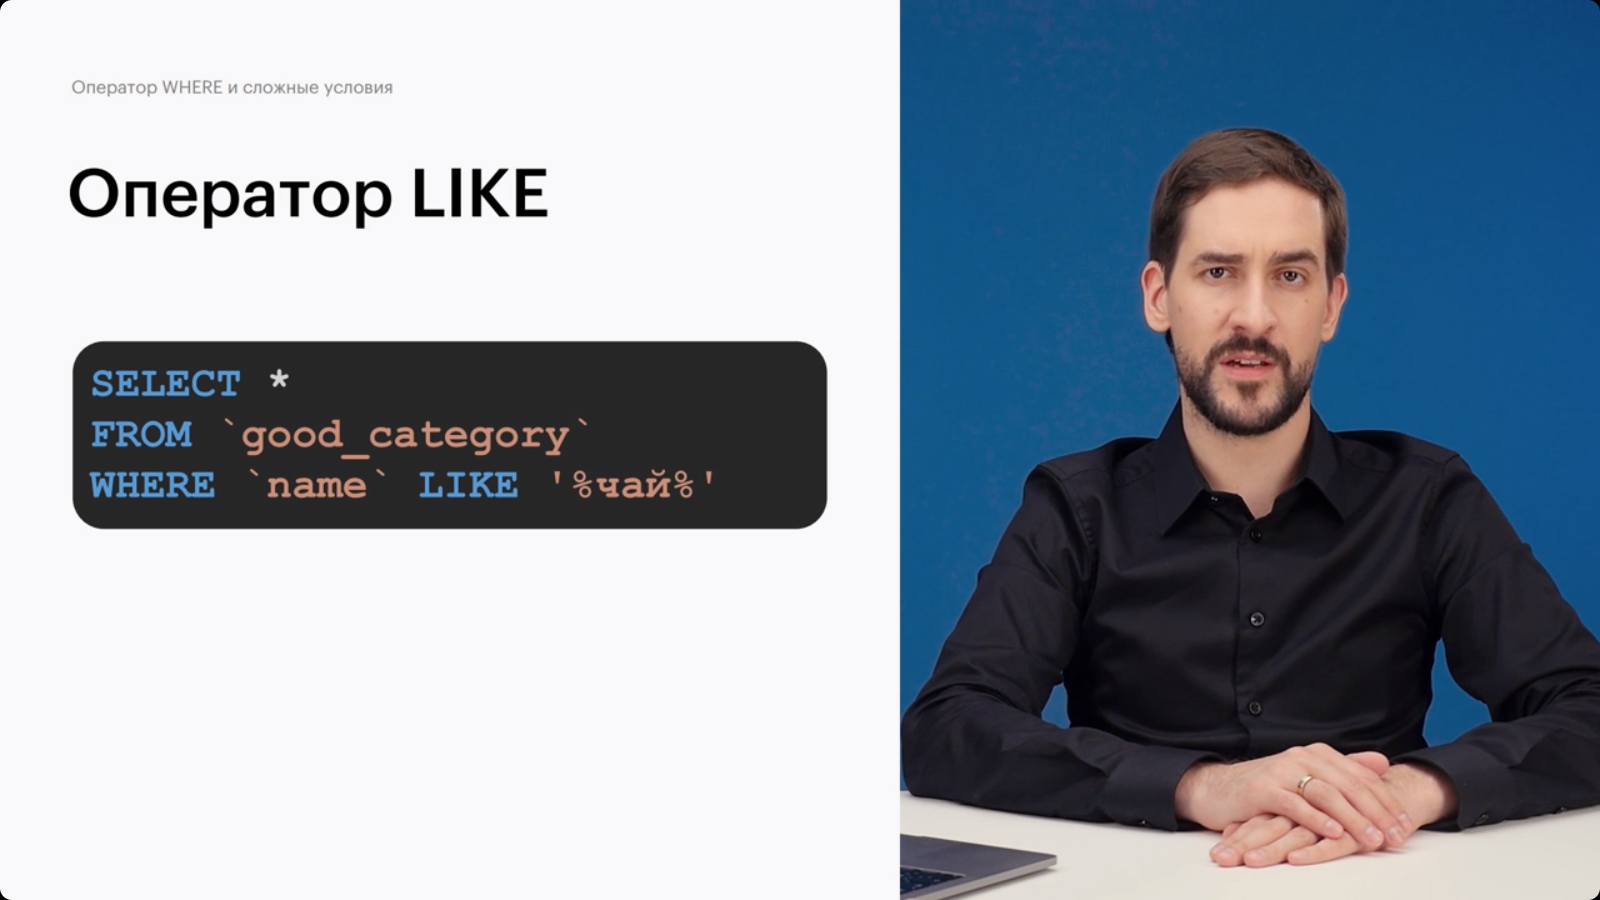 Оператор WHERE и сложные условия
Оператор LIKE
SELECT *
FROM `good_category`
WHERE `name` LIKE '%чай%'